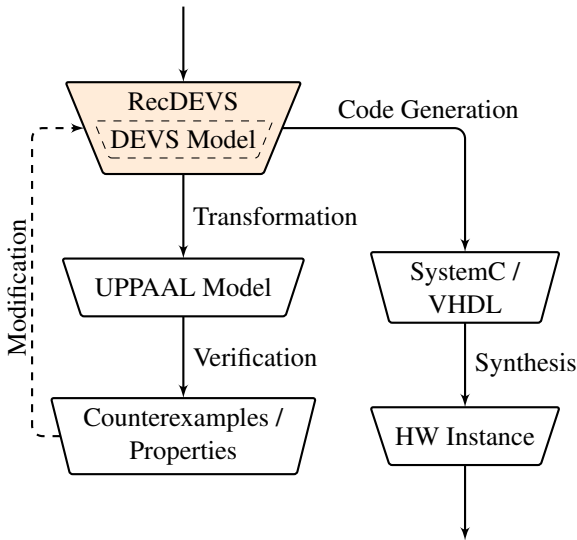 RecDEVS
DEVS Model
Code Generation
Transformation
Modification
UPPAAL Model
SystemC /
VHDL
Verification
Synthesis
Counterexamples /
Properties
HW Instance